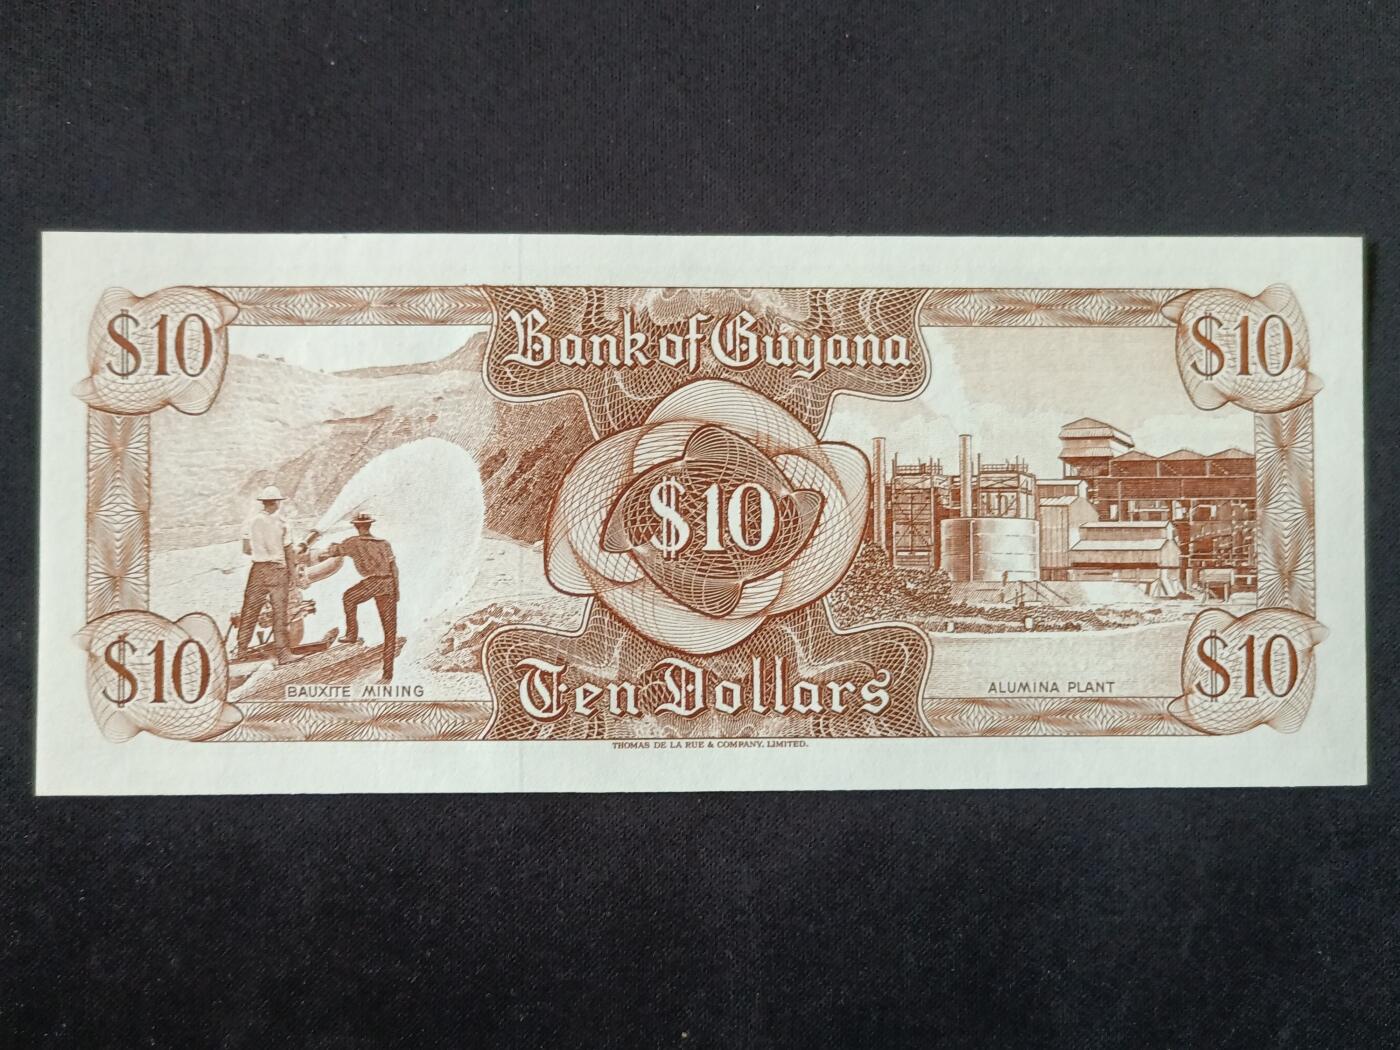 $10
Bank of Guyana
$10
$10
$10
BAUXITE MINING
Ten Dollars
ALUMINA PLANT
$10
THOMAS DE LA RUE & COMPANY, LIMITED.